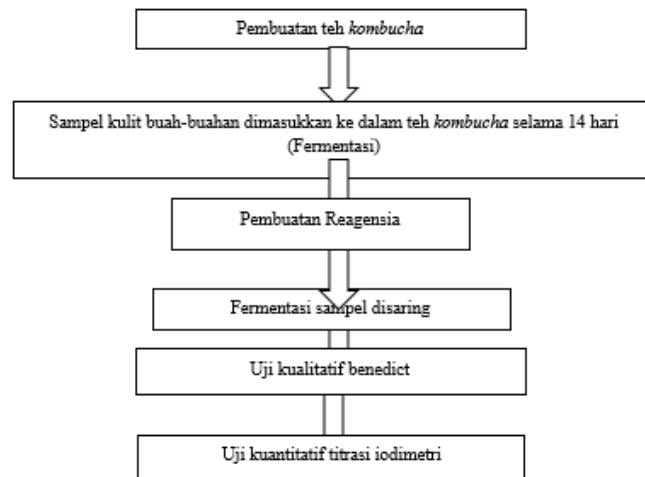 Pembuatan teh kombucha
Sampel kulit buah-buahan dimasukkan ke dalam teh kombucha selama 14 hari
(Fermentasi)
Pembuatan Reagensia
Fermentasi sampel disaring
Uji kualitatif benedict
Uji kuantitatif titrasi iodimetri